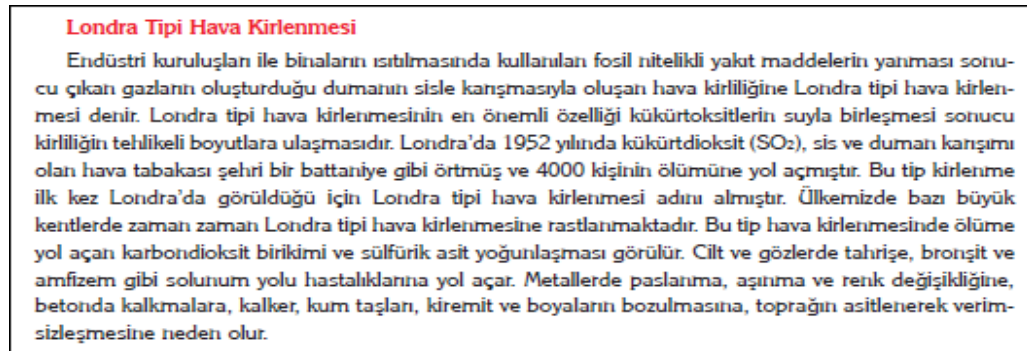 Londra Tipi Hava Kirlenmesi
Endüstri kuruluşları ile binaların ısıtılmasında kullanılan fosil nitelikli yakıt maddelerin yanması sonu-
cu çıkan gazların oluşturduğu dumanın sisle karışmasıyla oluşan hava kirliliğine Londra tipi hava kirlen-
mesi denir. Londra tipi hava kirlenmesinin en önemli özelliği kükürtoksitlerin suyla birleşmesi sonucu
kirliliğin tehlikeli boyutlara ulaşmasıdır. Londra'da 1952 yılında kükürtdioksit (SO₂), sis ve duman karışımı
olan hava tabakası şehri bir battaniye gibi örtmüş ve 4000 kişinin ölümüne yol açmıştır. Bu tip kirlenme
ilk kez Londra'da görüldüğü için Londra tipi hava kirlenmesi adını almıştır. Ülkemizde bazı büyük
kentlerde zaman zaman Londra tipi hava kirlenmesine rastlanmaktadır. Bu tip hava kirlenmesinde ölüme
yol açan karbondioksit birikimi ve sülfürik asit yoğunlaşması görülür. Cilt ve gözlerde tahrişe, bronşit ve
amfizem gibi solunum yolu hastalıklarına yol açar. Metallerde paslanma, aşınma ve renk değişikliğine,
betonda kalkmalara, kalker, kum taşları, kiremit ve boyaların bozulmasına, toprağın asitlenerek verim-
sizleşmesine neden olur.